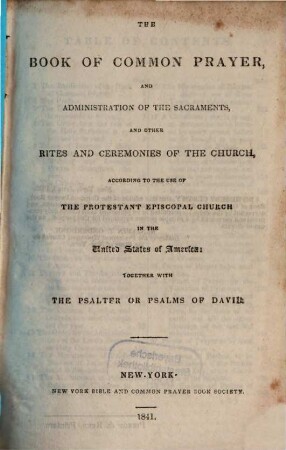 THE
BOOK OF COMMON PRAYER,
AND
ADMINISTRATION OF THE SACRAMENTS,
AND OTHER
RITES AND CEREMONIES OF THE CHURCH,
ACCORDING TO THE USE OF
THE PROTESTANT EPISCOPAL CHURCH
IN THE
United States of America:
TOGETHER WITH
THE PSALTER OR PSALMS OF DAVID.
NEW-YORK:
NEW YORK BIBLE AND COMMON PRAYER BOOK SOCIETY.
1841.